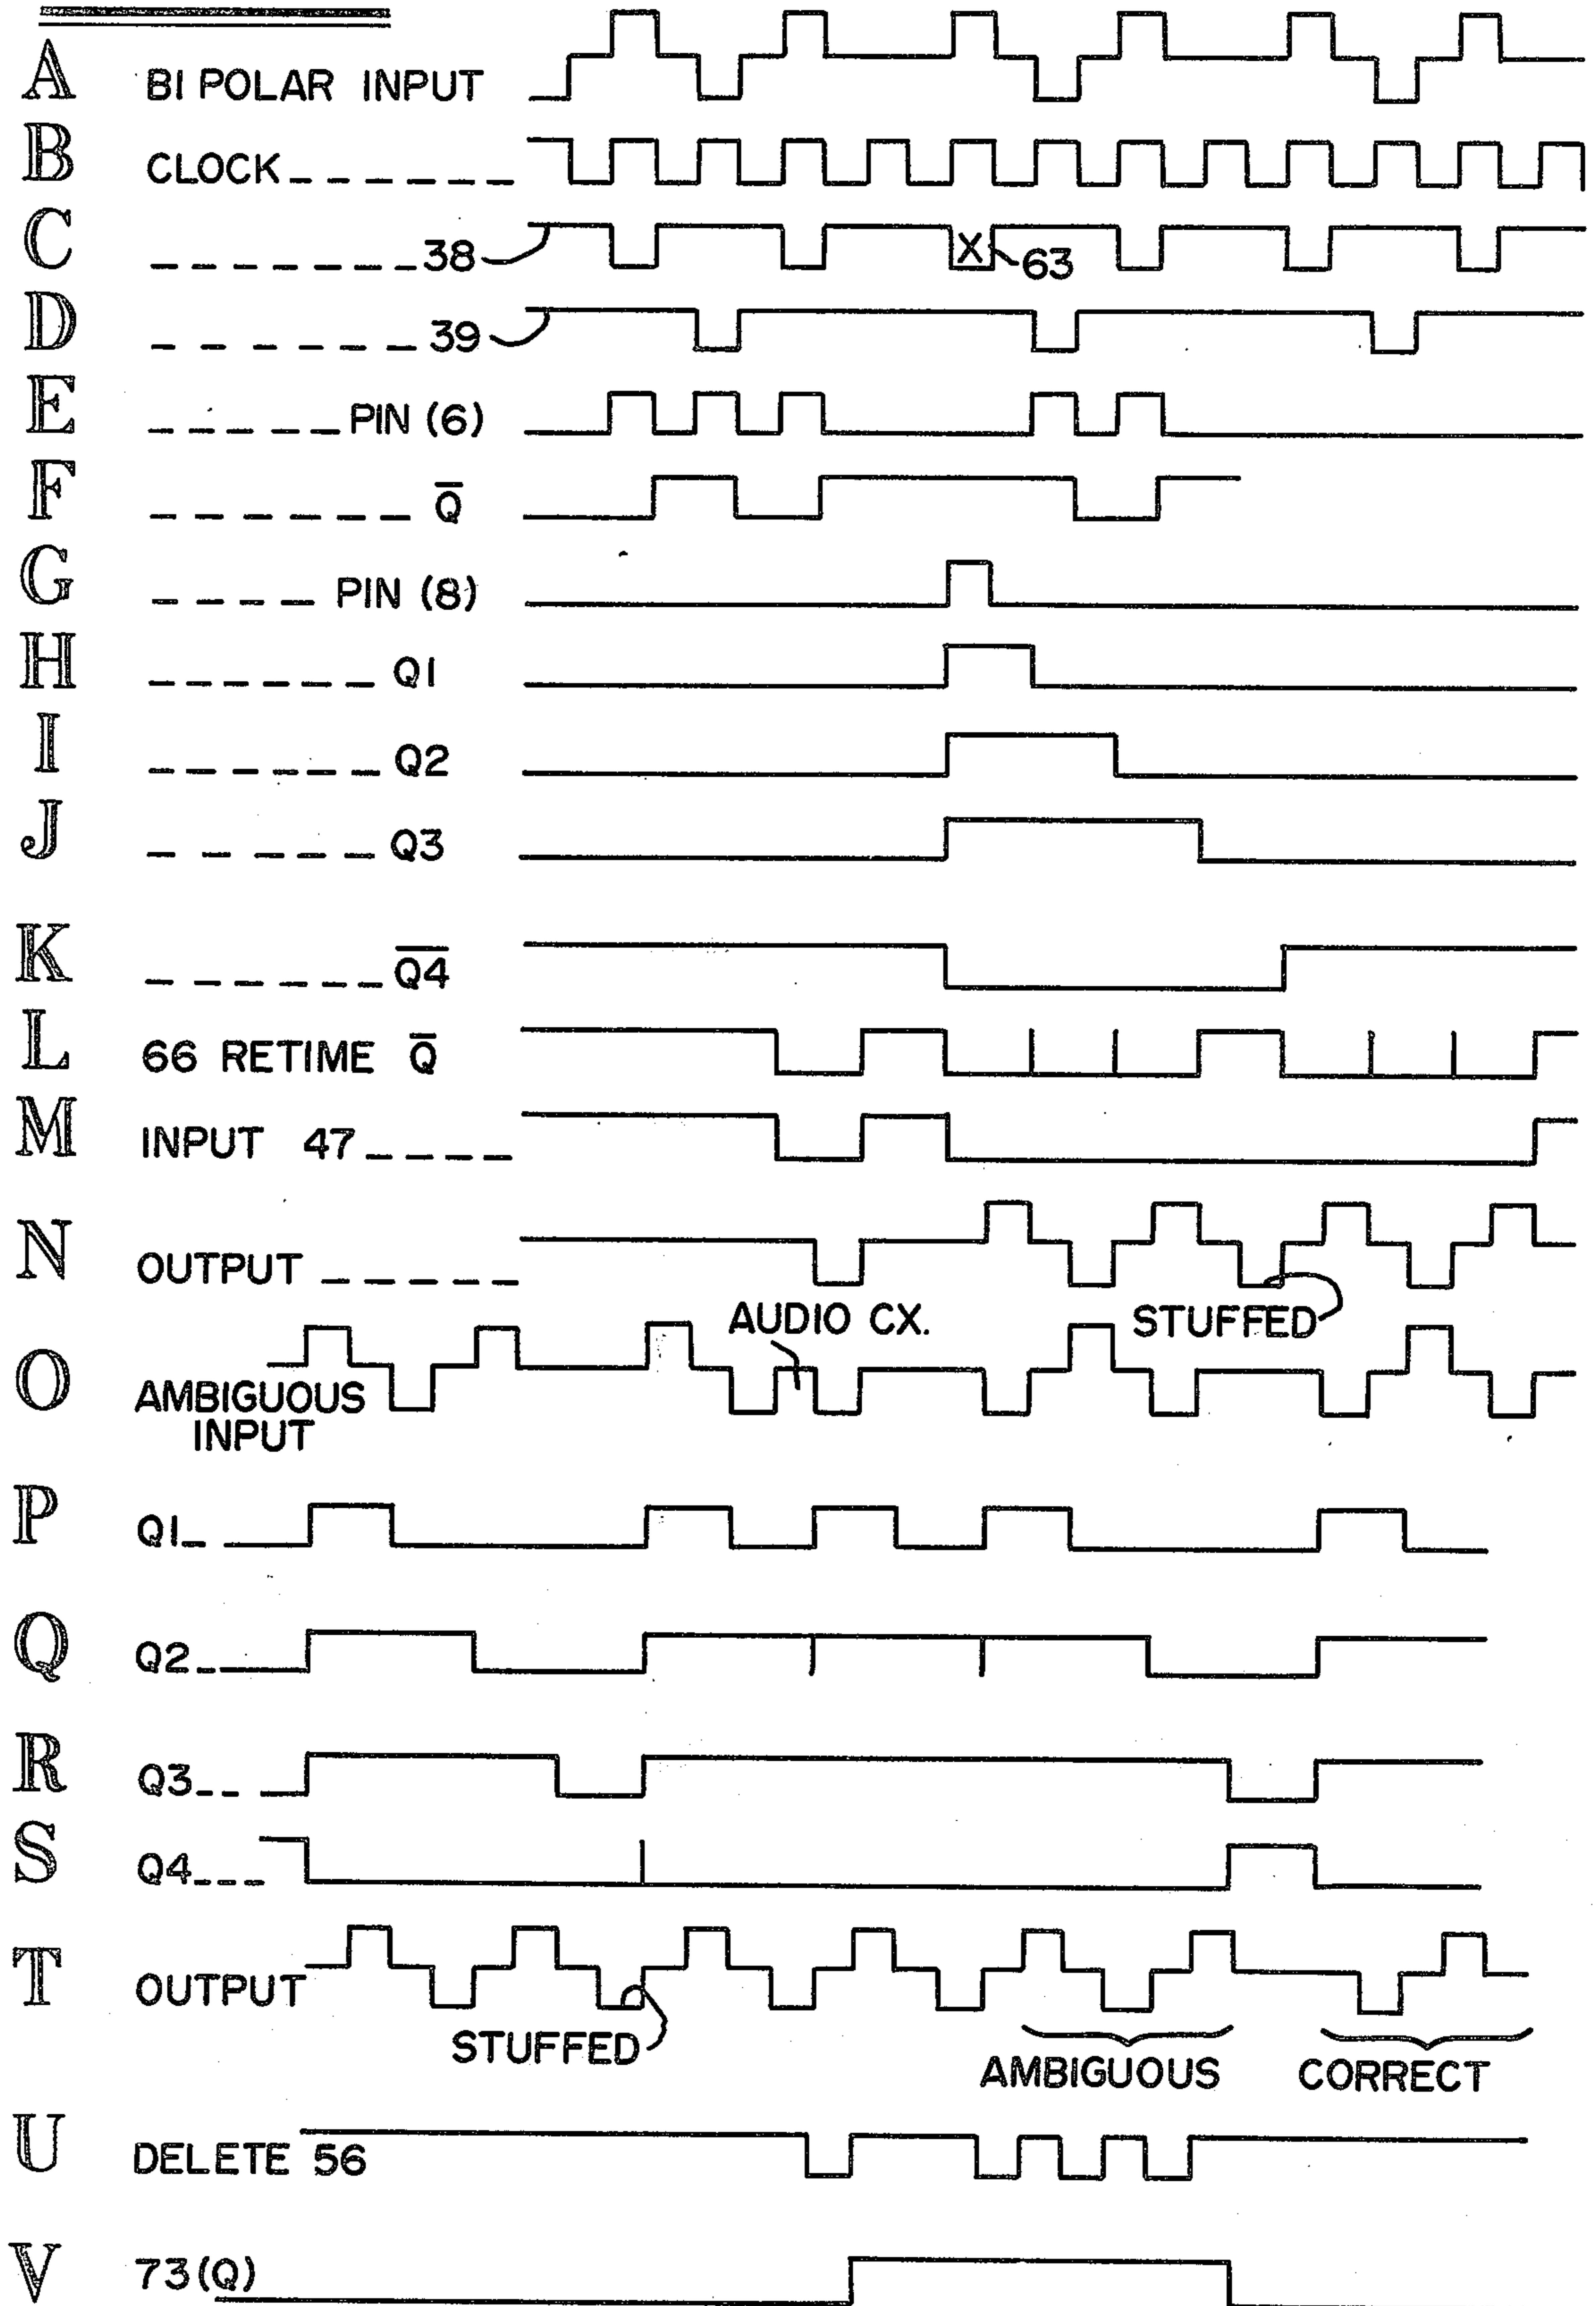 A BI POLAR INPUT
B CLOCK
C 38 X 63
D 39
E PIN (6)
F Q̅
G PIN (8)
H Q1
I Q2
J Q3
K Q̅4̅
L 66 RETIME Q̅
M INPUT 47
N OUTPUT
STUFFED
AUDIO CX.
O AMBIGUOUS
INPUT
P Q1
Q Q2
R Q3
S Q4
T OUTPUT
STUFFED
AMBIGUOUS CORRECT
U DELETE 56
V 73(Q)